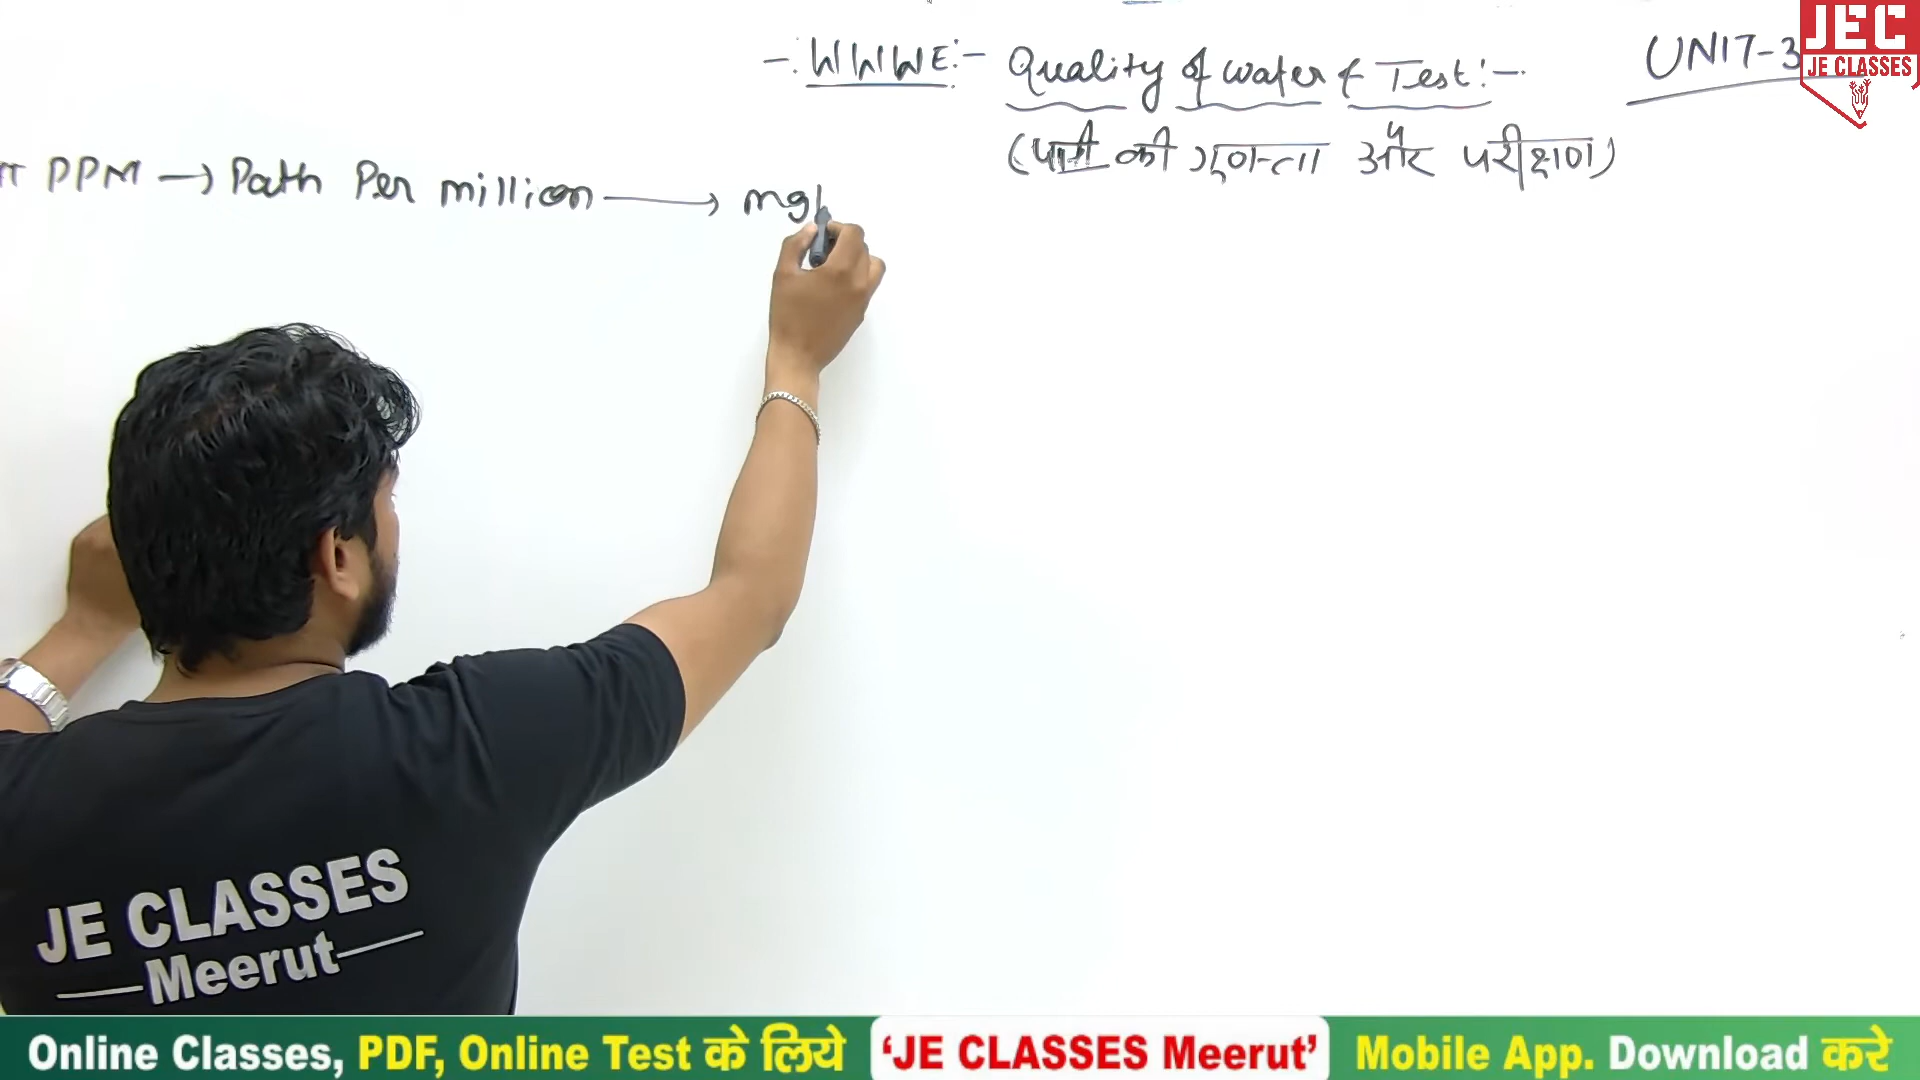 -: WWWE :- Quality of water & Test :- UNIT-3
(पानी की गुणवत्ता और परीक्षण)
PPM → Path Per million → mg/
JEC
JE CLASSES
JE CLASSES
Meerut
Online Classes, PDF, Online Test के लिये 'JE CLASSES Meerut' Mobile App. Download करे